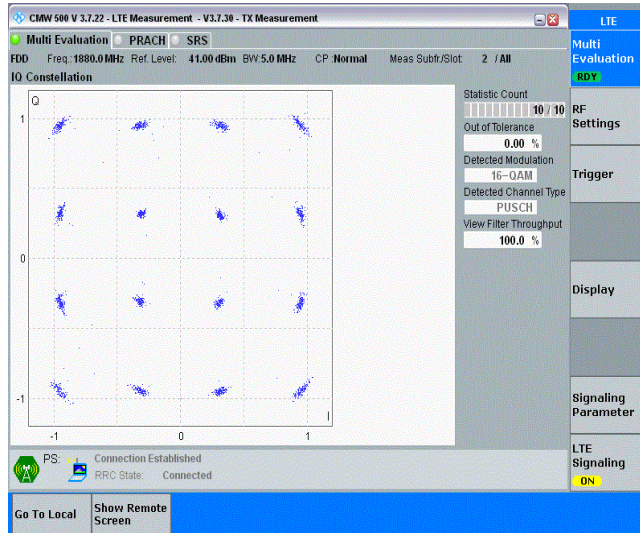 CMW 500 V 3.7.22 - LTE Measurement - V3.7.30 - TX Measurement
LTE
Multi Evaluation PRACH SRS
Multi Evaluation RDY
FDD Freq.:1880.0 MHz Ref. Level: 41.00 dBm BW:5.0 MHz CP :Normal Meas Subfr./Slot: 2 / All
IQ Constellation
Q
1
0
-1
-1 0 1
I
Statistic Count
10 / 10
Out of Tolerance
0.00 %
Detected Modulation
16-QAM
Detected Channel Type
PUSCH
View Filter Throughput
100.0 %
RF Settings
Trigger
Display
Signaling Parameter
LTE Signaling
ON
PS: Connection Established
RRC State: Connected
Go To Local
Show Remote Screen